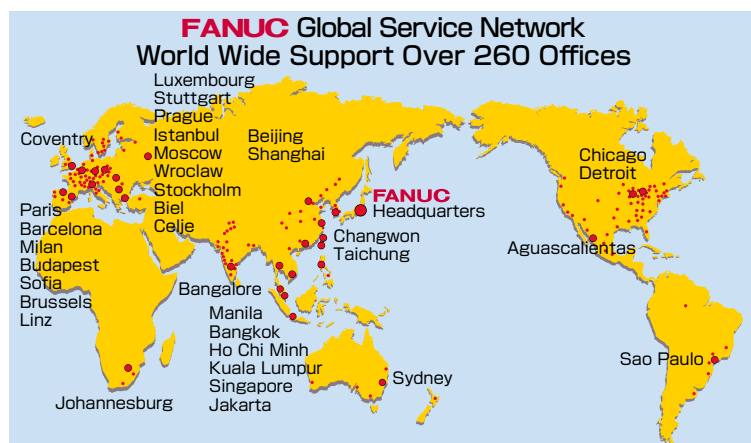 FANUC Global Service Network
World Wide Support Over 260 Offices
Luxembourg
Stuttgart
Prague
Istanbul
Moscow
Wroclaw
Stockholm
Biel
Celje
Coventry
Beijing
Shanghai
Chicago
Detroit
FANUC
Headquarters
Paris
Barcelona
Milan
Budapest
Sofia
Brussels
Linz
Changwon
Taichung
Aguascalientas
Bangalore
Manila
Bangkok
Ho Chi Minh
Kuala Lumpur
Singapore
Jakarta
Sao Paulo
Sydney
Johannesburg